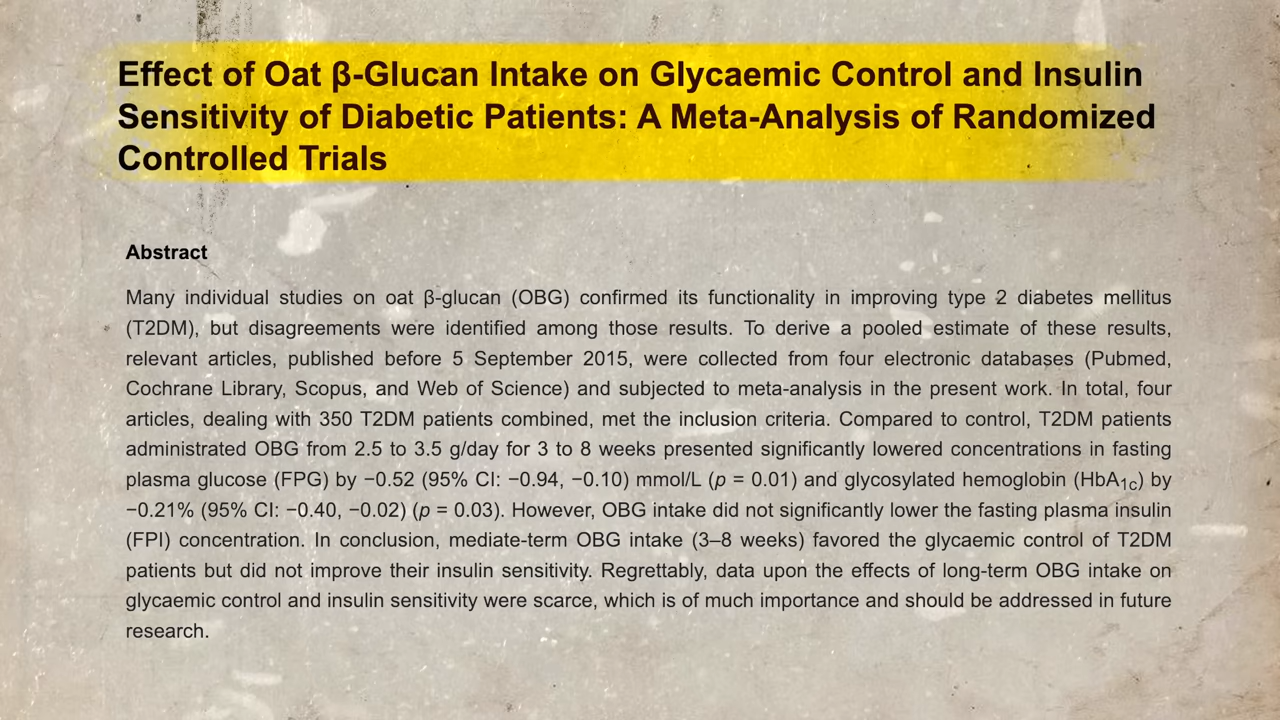 Effect of Oat β-Glucan Intake on Glycaemic Control and Insulin
Sensitivity of Diabetic Patients: A Meta-Analysis of Randomized
Controlled Trials
Abstract
Many individual studies on oat β-glucan (OBG) confirmed its functionality in improving type 2 diabetes mellitus
(T2DM), but disagreements were identified among those results. To derive a pooled estimate of these results,
relevant articles, published before 5 September 2015, were collected from four electronic databases (Pubmed,
Cochrane Library, Scopus, and Web of Science) and subjected to meta-analysis in the present work. In total, four
articles, dealing with 350 T2DM patients combined, met the inclusion criteria. Compared to control, T2DM patients
administrated OBG from 2.5 to 3.5 g/day for 3 to 8 weeks presented significantly lowered concentrations in fasting
plasma glucose (FPG) by −0.52 (95% CI: −0.94, −0.10) mmol/L (p = 0.01) and glycosylated hemoglobin (HbA1c) by
−0.21% (95% CI: −0.40, −0.02) (p = 0.03). However, OBG intake did not significantly lower the fasting plasma insulin
(FPI) concentration. In conclusion, mediate-term OBG intake (3–8 weeks) favored the glycaemic control of T2DM
patients but did not improve their insulin sensitivity. Regrettably, data upon the effects of long-term OBG intake on
glycaemic control and insulin sensitivity were scarce, which is of much importance and should be addressed in future
research.